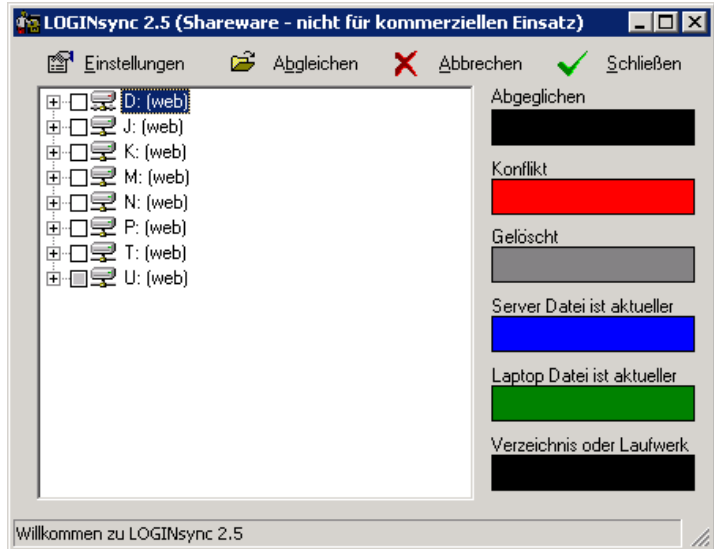 LOGINsync 2.5 (Shareware - nicht für kommerziellen Einsatz)
Einstellungen Abgleichen Abbrechen Schließen
D: (web)
J: (web)
K: (web)
M: (web)
N: (web)
P: (web)
T: (web)
U: (web)
Abgeglichen
Konflikt
Gelöscht
Server Datei ist aktueller
Laptop Datei ist aktueller
Verzeichnis oder Laufwerk
Willkommen zu LOGINsync 2.5